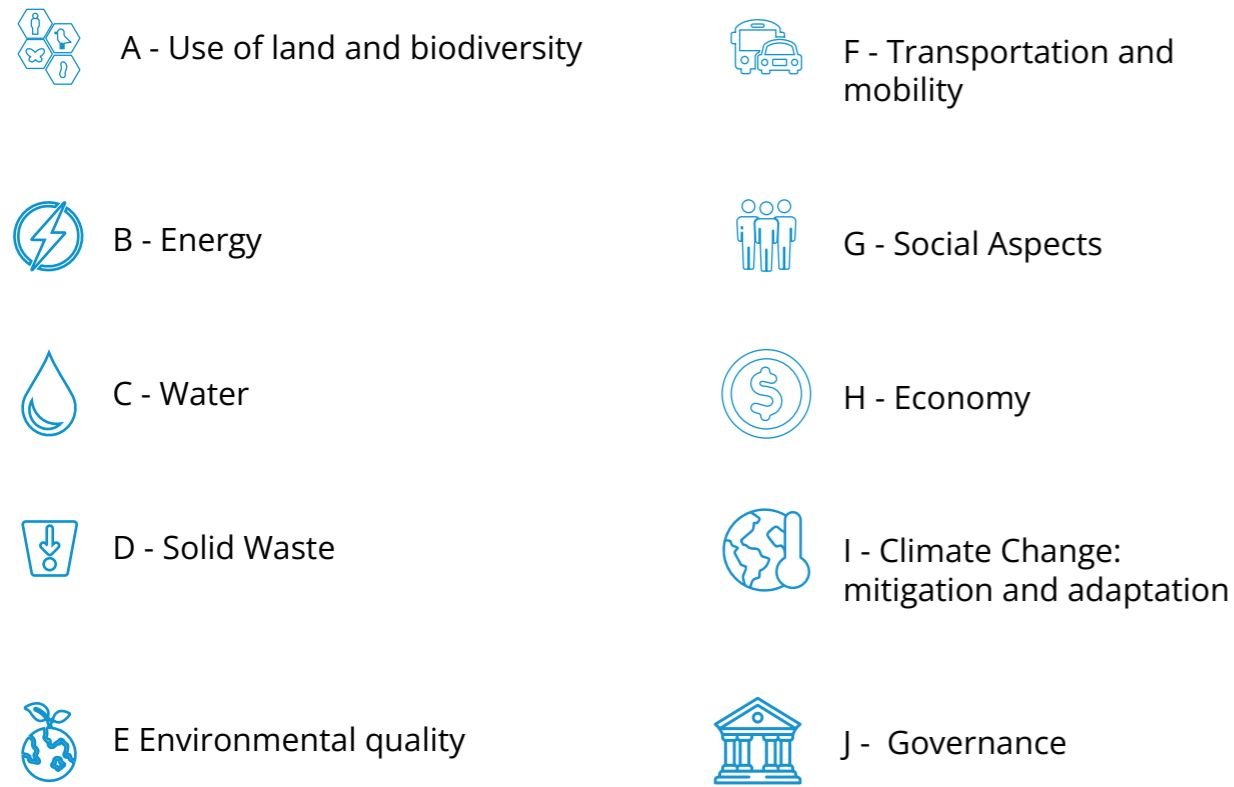 A - Use of land and biodiversity
B - Energy
C - Water
D - Solid Waste
E Environmental quality
F - Transportation and
mobility
G - Social Aspects
H - Economy
I - Climate Change:
mitigation and adaptation
J -  Governance